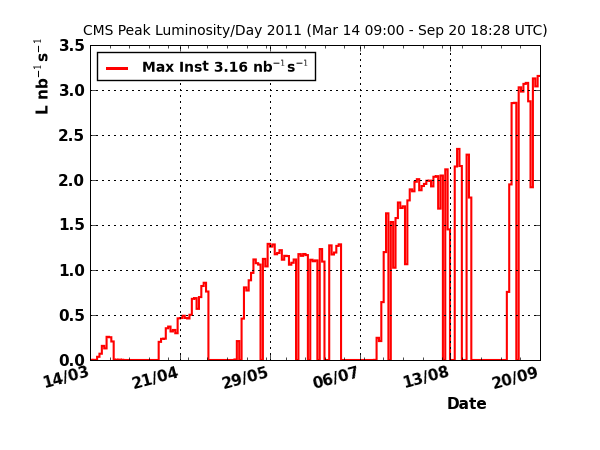 CMS Peak Luminosity/Day 2011 (Mar 14 09:00 - Sep 20 18:28 UTC)
L nb⁻¹s⁻¹
Max Inst 3.16 nb⁻¹s⁻¹
3.5
3.0
2.5
2.0
1.5
1.0
0.5
0.0
14/03 21/04 29/05 06/07 13/08 20/09
Date